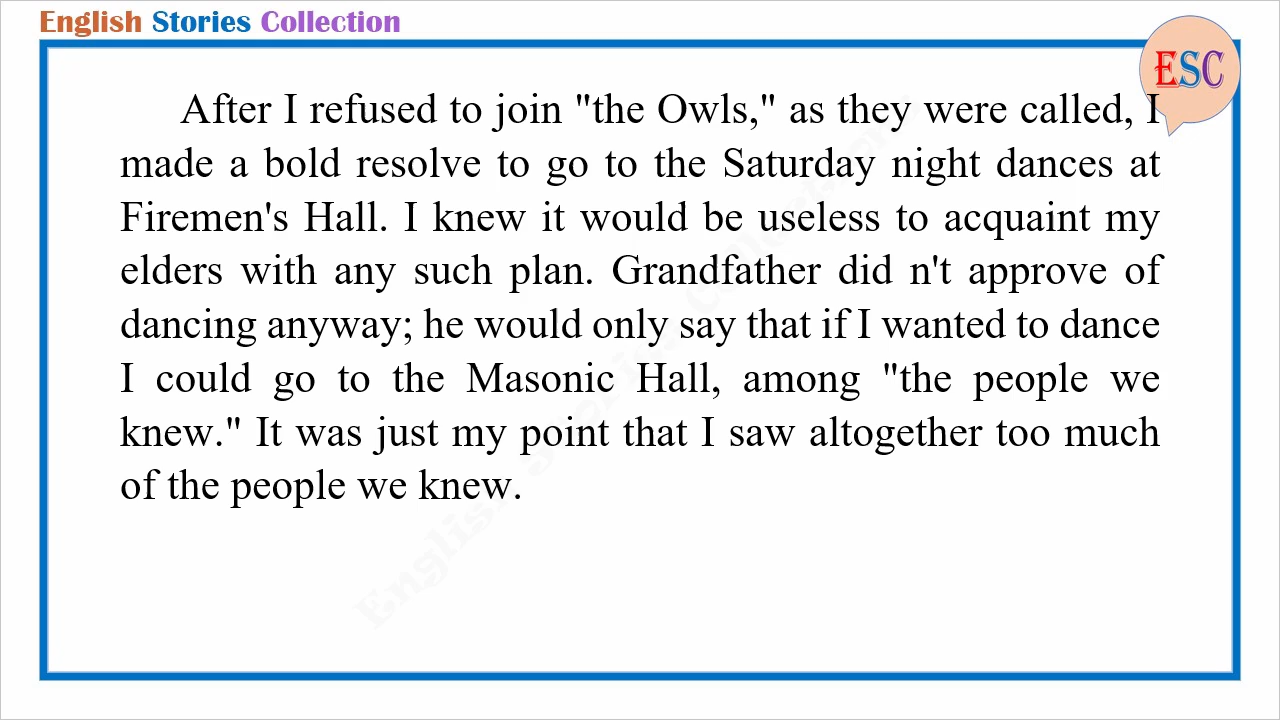 English Stories Collection
ESC
After I refused to join "the Owls," as they were called, I
made a bold resolve to go to the Saturday night dances at
Firemen's Hall. I knew it would be useless to acquaint my
elders with any such plan. Grandfather did n't approve of
dancing anyway; he would only say that if I wanted to dance
I could go to the Masonic Hall, among "the people we
knew." It was just my point that I saw altogether too much
of the people we knew.
English Stories Collection